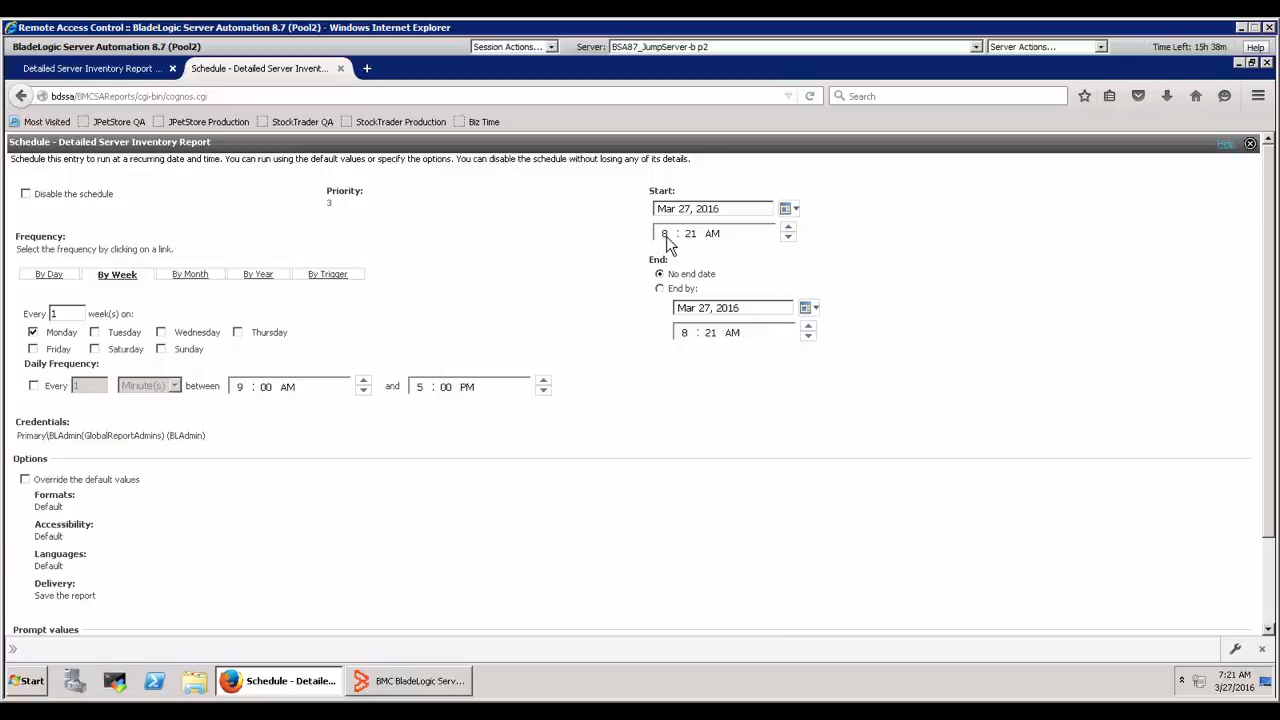 Remote Access Control :: BladeLogic Server Automation 8.7 (Pool2) - Windows Internet Explorer
BladeLogic Server Automation 8.7 (Pool2) Session Actions... Server: BSA87_JumpServer-b p2 Server Actions... Time Left: 15h 38m Help
Detailed Server Inventory Report ... × Schedule - Detailed Server Invent... × +
bdssa/BMCSAReports/cgi-bin/cognos.cgi Search
Most Visited JPetStore QA JPetStore Production StockTrader QA StockTrader Production Biz Time
Schedule - Detailed Server Inventory Report Help
Schedule this entry to run at a recurring date and time. You can run using the default values or specify the options. You can disable the schedule without losing any of its details.
Disable the schedule
Priority:
3
Start:
Mar 27, 2016
8 : 21 AM
Frequency:
Select the frequency by clicking on a link.
End:
No end date
End by:
Mar 27, 2016
8 : 21 AM
By Day By Week By Month By Year By Trigger
Every 1 week(s) on:
Monday Tuesday Wednesday Thursday
Friday Saturday Sunday
Daily Frequency:
Every 1 Minute(s) between 9 : 00 AM and 5 : 00 PM
Credentials:
Primary\BLAdmin(GlobalReportAdmins) (BLAdmin)
Options
Override the default values
Formats:
Default
Accessibility:
Default
Languages:
Default
Delivery:
Save the report
Prompt values
Start Schedule - Detaile... BMC BladeLogic Serv... 7:21 AM
3/27/2016